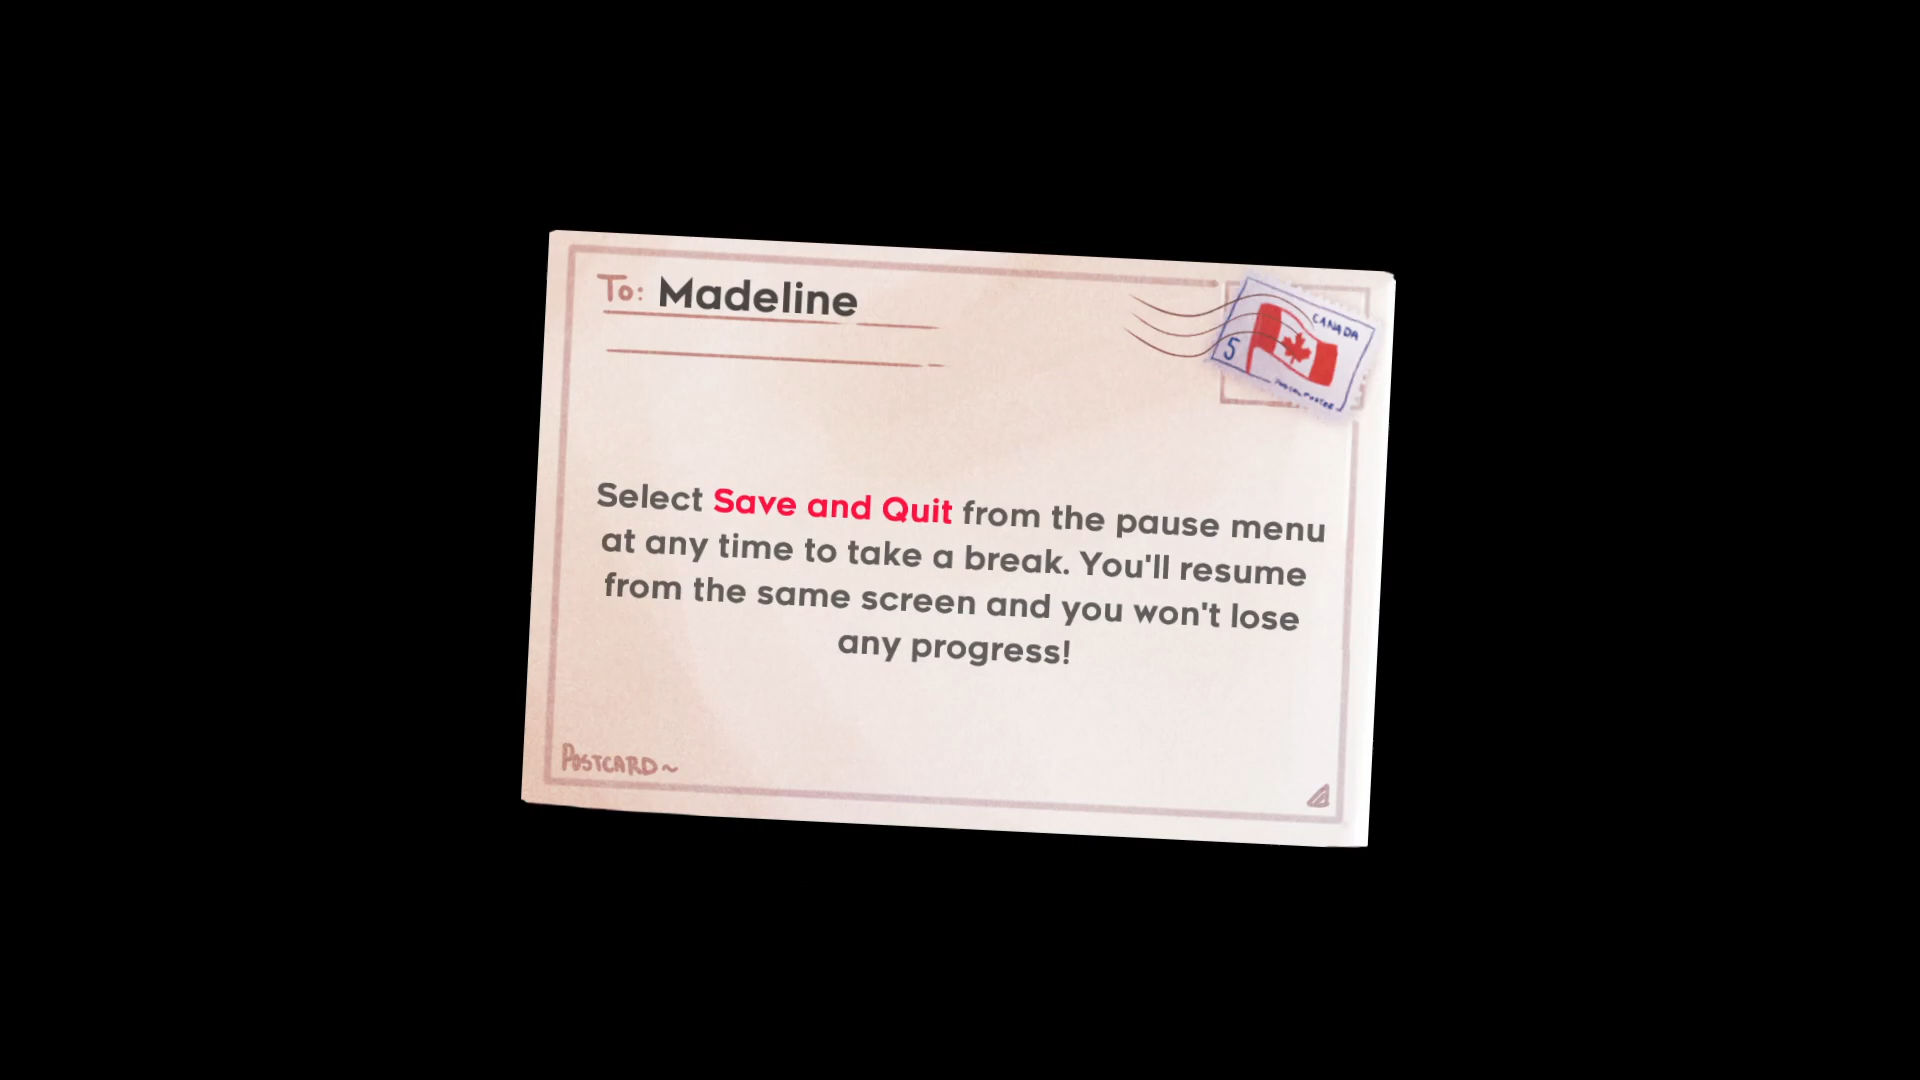 To: Madeline
CANADA
5
Select Save and Quit from the pause menu
at any time to take a break. You'll resume
from the same screen and you won't lose
any progress!
POSTCARD~